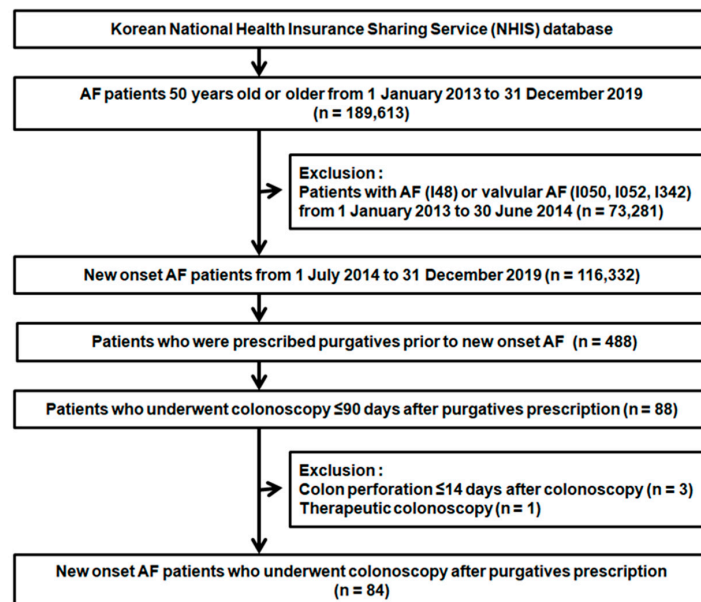 Korean National Health Insurance Sharing Service (NHIS) database
AF patients 50 years old or older from 1 January 2013 to 31 December 2019
(n = 189,613)
Exclusion :
Patients with AF (I48) or valvular AF (I050, I052, I342)
from 1 January 2013 to 30 June 2014 (n = 73,281)
New onset AF patients from 1 July 2014 to 31 December 2019 (n = 116,332)
Patients who were prescribed purgatives prior to new onset AF (n = 488)
Patients who underwent colonoscopy ≤90 days after purgatives prescription (n = 88)
Exclusion :
Colon perforation ≤14 days after colonoscopy (n = 3)
Therapeutic colonoscopy (n = 1)
New onset AF patients who underwent colonoscopy after purgatives prescription
(n = 84)